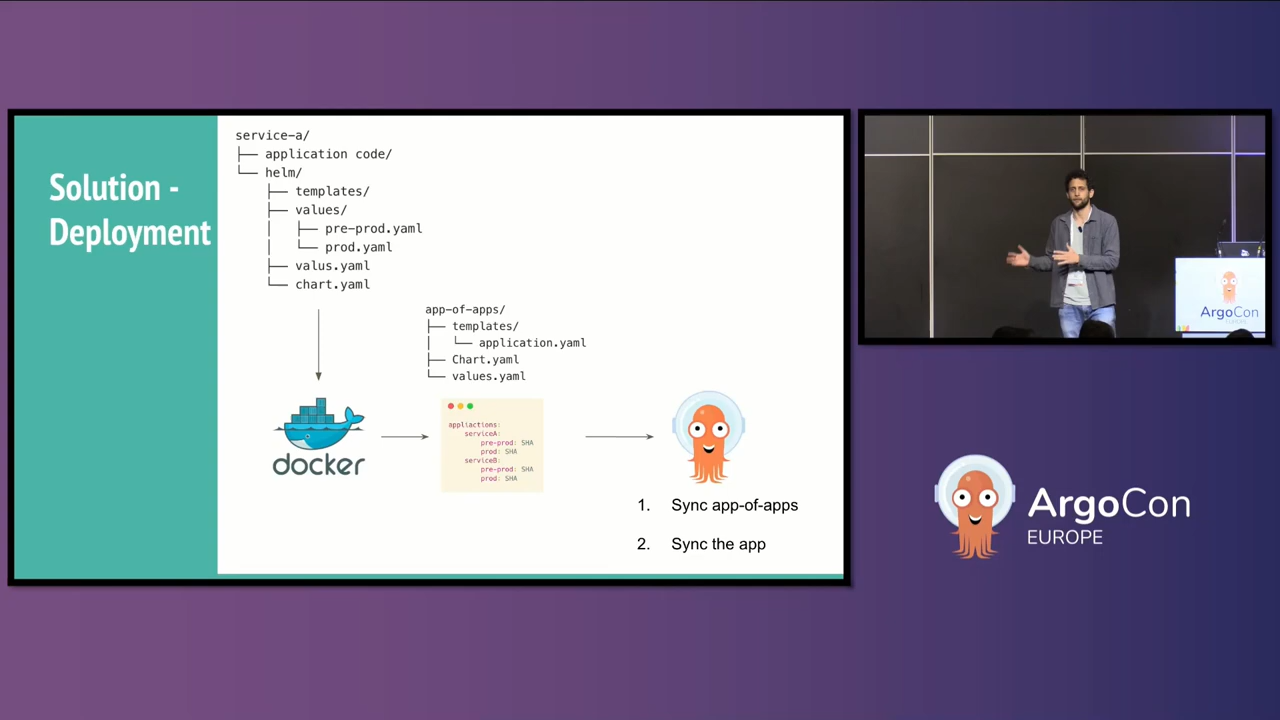 Solution -
Deployment
service-a/
├── application code/
└── helm/
├── templates/
├── values/
│ ├── pre-prod.yaml
│ └── prod.yaml
├── valus.yaml
└── chart.yaml
app-of-apps/
├── templates/
│ └── application.yaml
├── Chart.yaml
└── values.yaml
docker
appliactions:
serviceA:
pre-prod: SHA
prod: SHA
serviceB:
pre-prod: SHA
prod: SHA
1. Sync app-of-apps
2. Sync the app
ArgoCon
EUROPE
ArgoCon
EUROPE